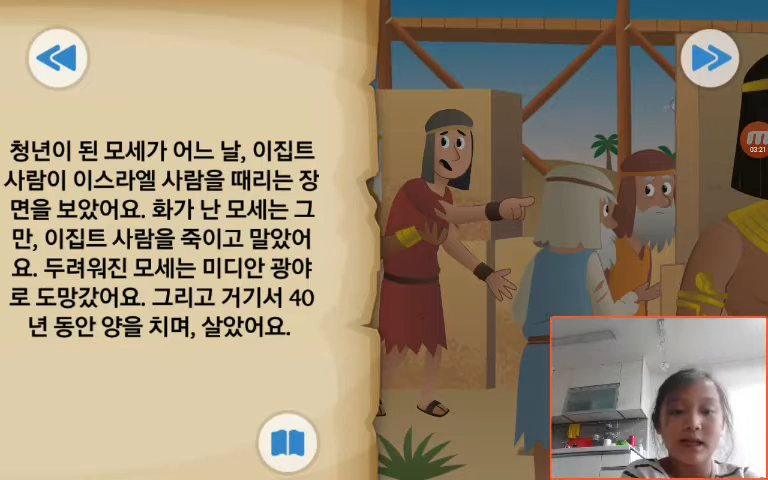 청년이 된 모세가 어느 날, 이집트
사람이 이스라엘 사람을 때리는 장
면을 보았어요. 화가 난 모세는 그
만, 이집트 사람을 죽이고 말았어
요. 두려워진 모세는 미디안 광야
로 도망갔어요. 그리고 거기서 40
년 동안 양을 치며, 살았어요.
03:21